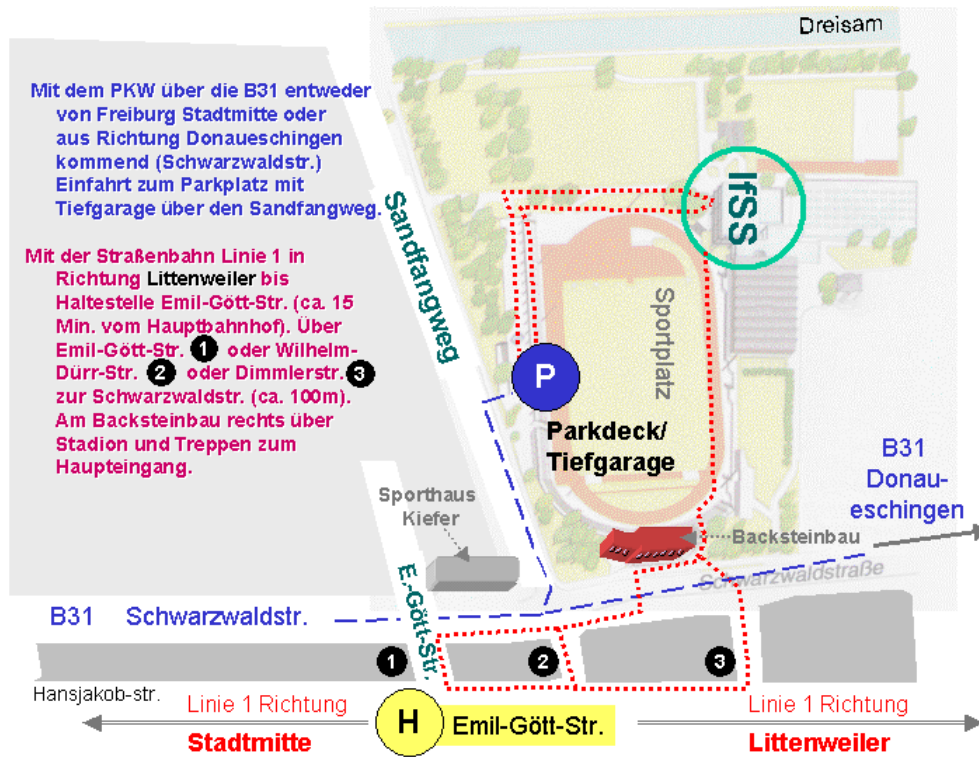 Dreisam
Mit dem PKW über die B31 entweder
von Freiburg Stadtmitte oder
aus Richtung Donaueschingen
kommend (Schwarzwaldstr.)
Einfahrt zum Parkplatz mit
Tiefgarage über den Sandfangweg.
Mit der Straßenbahn Linie 1 in
Richtung Littenweiler bis
Haltestelle Emil-Gött-Str. (ca. 15
Min. vom Hauptbahnhof). Über
Emil-Gött-Str. 1 oder Wilhelm-
Dürr-Str. 2 oder Dimmlerstr. 3
zur Schwarzwaldstr. (ca. 100m).
Am Backsteinbau rechts über
Stadion und Treppen zum
Haupteingang.
Sandfangweg
IfSS
Sportplatz
P
Parkdeck/
Tiefgarage
B31
Donau-
eschingen
Sporthaus
Kiefer
Backsteinbau
Schwarzwaldstraße
E.-Gött-Str.
B31 Schwarzwaldstr.
1
2
3
Hansjakob-str.
Linie 1 Richtung
Stadtmitte
H
Emil-Gött-Str.
Linie 1 Richtung
Littenweiler